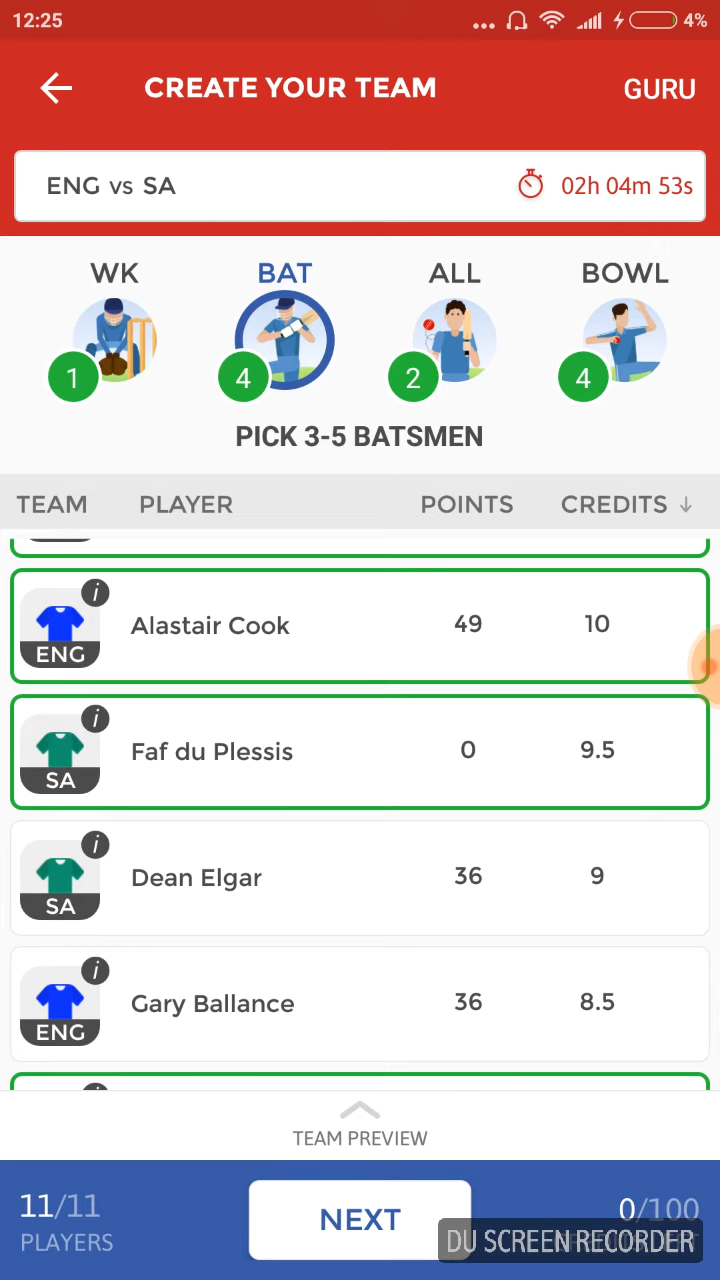 12:25 4%
CREATE YOUR TEAM GURU
ENG vs SA 02h 04m 53s
WK BAT ALL BOWL
1 4 2 4
PICK 3-5 BATSMEN
TEAM PLAYER POINTS CREDITS
i
Alastair Cook 49 10
ENG
i
Faf du Plessis 0 9.5
SA
i
Dean Elgar 36 9
SA
i
Gary Ballance 36 8.5
ENG
TEAM PREVIEW
11/11 0/100
PLAYERS NEXT
DU SCREEN RECORDER